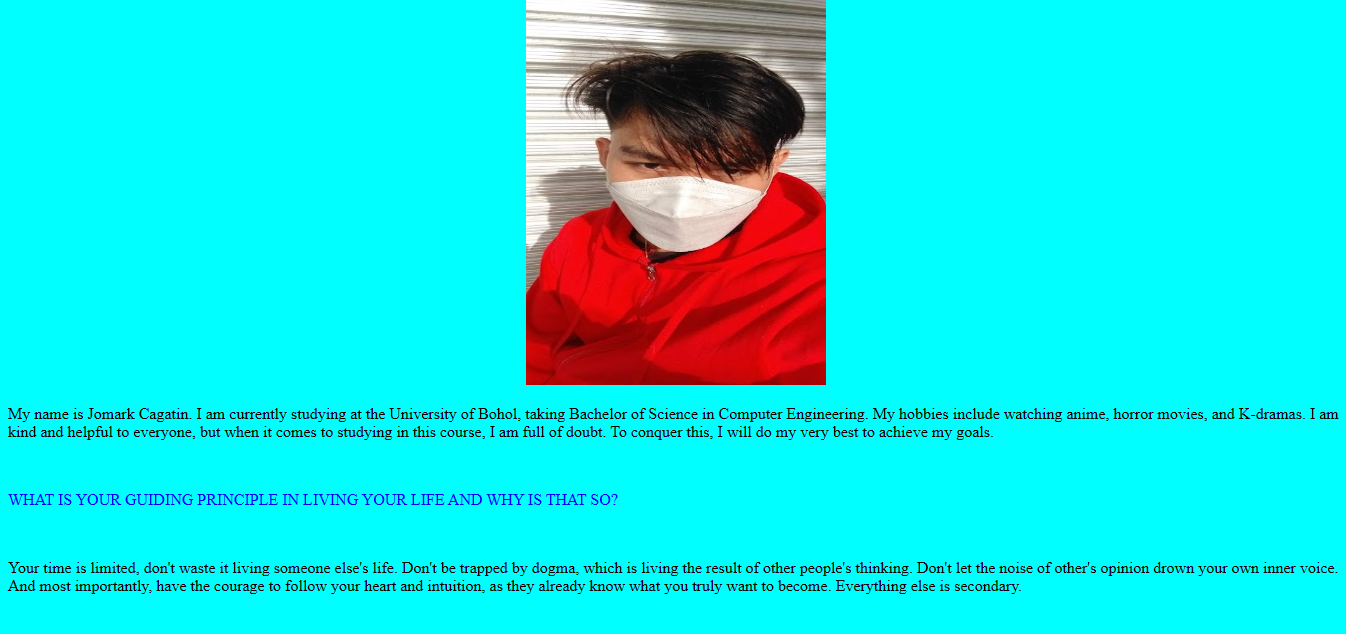 My name is Jomark Cagatin. I am currently studying at the University of Bohol, taking Bachelor of Science in Computer Engineering. My hobbies include watching anime, horror movies, and K-dramas. I am
kind and helpful to everyone, but when it comes to studying in this course, I am full of doubt. To conquer this, I will do my very best to achieve my goals.
WHAT IS YOUR GUIDING PRINCIPLE IN LIVING YOUR LIFE AND WHY IS THAT SO?
Your time is limited, don't waste it living someone else's life. Don't be trapped by dogma, which is living the result of other people's thinking. Don't let the noise of other's opinion drown your own inner voice.
And most importantly, have the courage to follow your heart and intuition, as they already know what you truly want to become. Everything else is secondary.